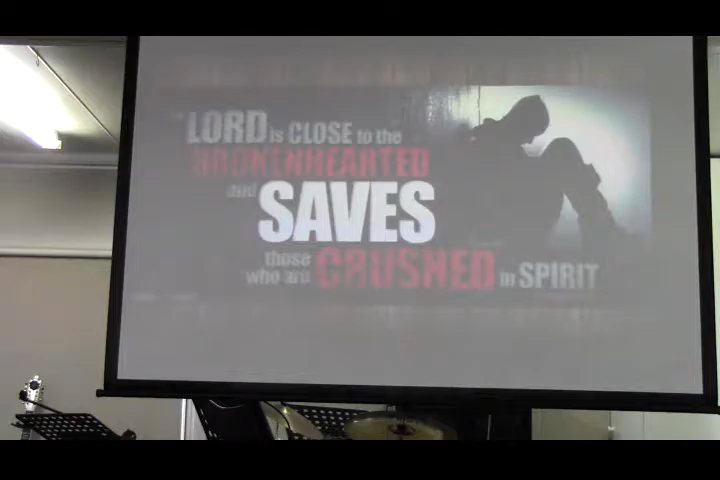 LORD is CLOSE to the
BROKENHEARTED
and
SAVES
those
who are CRUSHED in SPIRIT